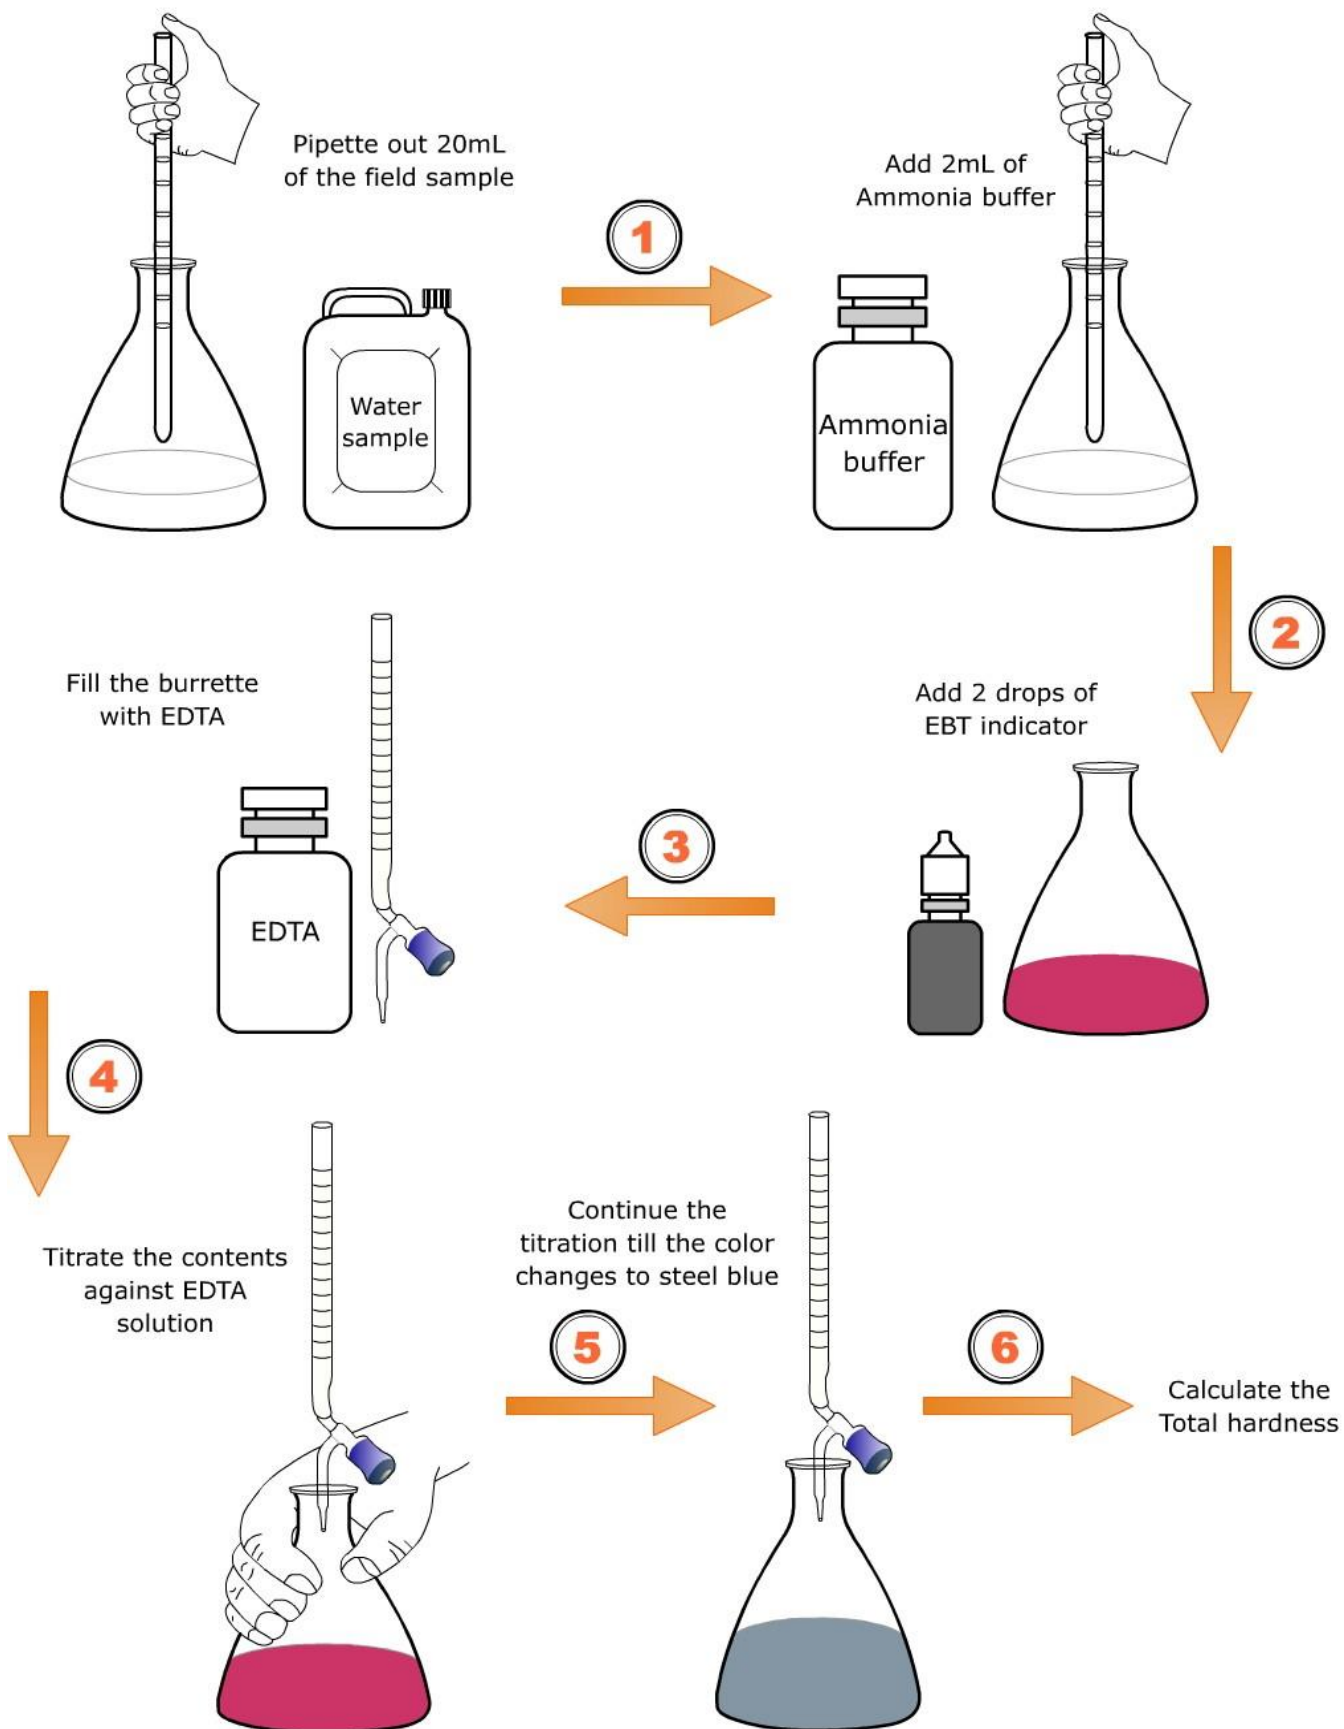 Pipette out 20mL
of the field sample
Water
sample
1
Add 2mL of
Ammonia buffer
Ammonia
buffer
2
Add 2 drops of
EBT indicator
3
Fill the burrette
with EDTA
EDTA
4
Titrate the contents
against EDTA
solution
5
Continue the
titration till the color
changes to steel blue
6
Calculate the
Total hardness